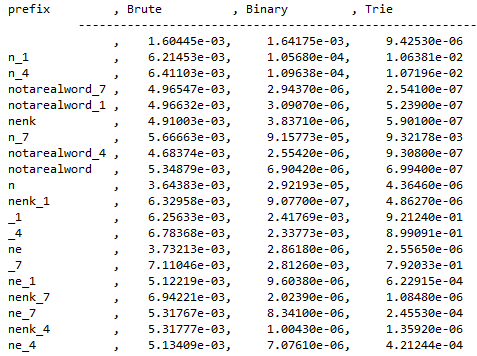 prefix , Brute , Binary , Trie
-----------------------------------------------------
, 1.60445e-03, 1.64175e-03, 9.42530e-06
n_1 , 6.21453e-03, 1.05680e-04, 1.06381e-02
n_4 , 6.41103e-03, 1.09638e-04, 1.07196e-02
notarealword_7 , 4.96547e-03, 2.94370e-06, 2.54100e-07
notarealword_1 , 4.96632e-03, 3.09070e-06, 5.23900e-07
nenk , 4.91003e-03, 3.83710e-06, 5.90100e-07
n_7 , 5.66663e-03, 9.15773e-05, 9.32178e-03
notarealword_4 , 4.68374e-03, 2.55420e-06, 9.30800e-07
notarealword , 5.34879e-03, 6.90420e-06, 6.99400e-07
n , 3.64383e-03, 2.92193e-05, 4.36460e-06
nenk_1 , 6.32958e-03, 9.07700e-07, 4.86270e-06
_1 , 6.25633e-03, 2.41769e-03, 9.21240e-01
_4 , 6.78368e-03, 2.33773e-03, 8.99091e-01
ne , 3.73213e-03, 2.86180e-06, 2.55650e-06
_7 , 7.11046e-03, 2.81260e-03, 7.92033e-01
ne_1 , 5.12219e-03, 9.60380e-06, 6.22915e-04
nenk_7 , 6.94221e-03, 2.02390e-06, 1.08480e-06
ne_7 , 5.31767e-03, 8.34100e-06, 2.45530e-04
nenk_4 , 5.31777e-03, 1.00430e-06, 1.35920e-06
ne_4 , 5.13409e-03, 7.07610e-06, 4.21244e-04